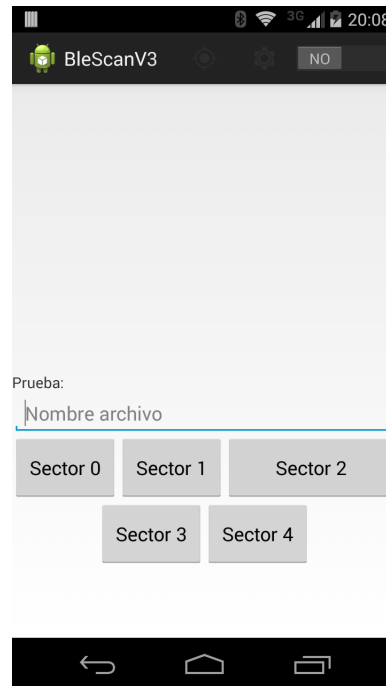 3G 20:08
BleScanV3 NO
Prueba:
Nombre archivo
Sector 0 Sector 1 Sector 2
Sector 3 Sector 4